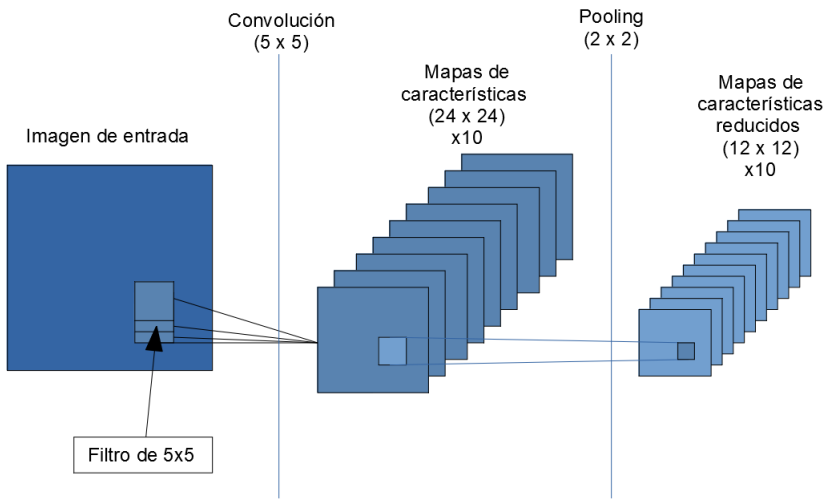 Convolución
(5 x 5)
Pooling
(2 x 2)
Mapas de
características
(24 x 24)
x10
Mapas de
características
reducidos
(12 x 12)
x10
Imagen de entrada
Filtro de 5x5